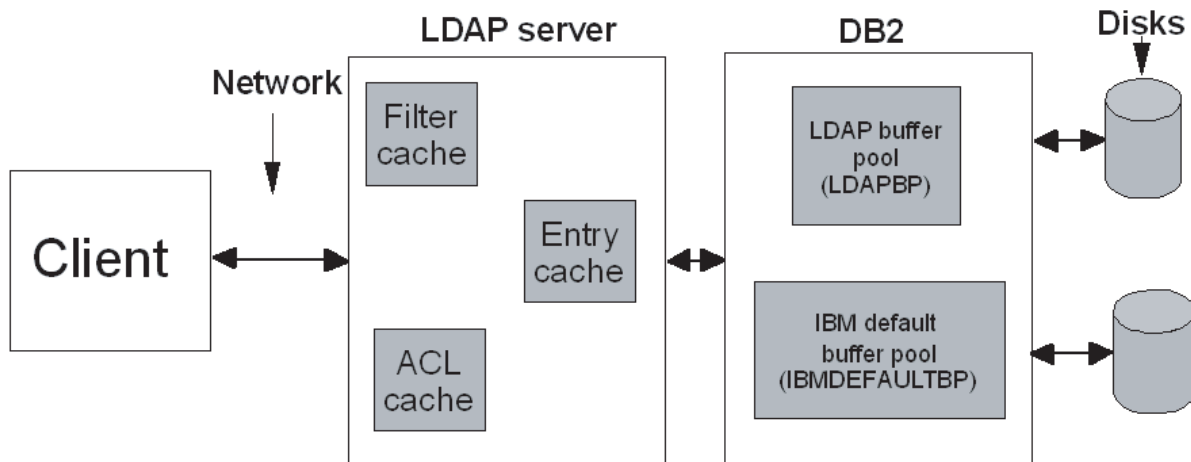 LDAP server
DB2
Disks
Network
Filter
cache
LDAP buffer
pool
(LDAPBP)
Client
Entry
cache
ACL
cache
IBM default
buffer pool
(IBMDEFAULTBP)